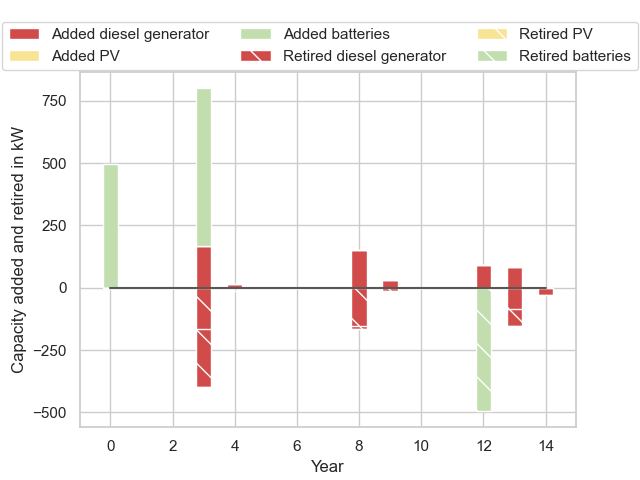 Added diesel generator Added batteries Retired PV
Added PV Retired diesel generator Retired batteries
Capacity added and retired in kW
750
500
250
0
−250
−500
0 2 4 6 8 10 12 14
Year